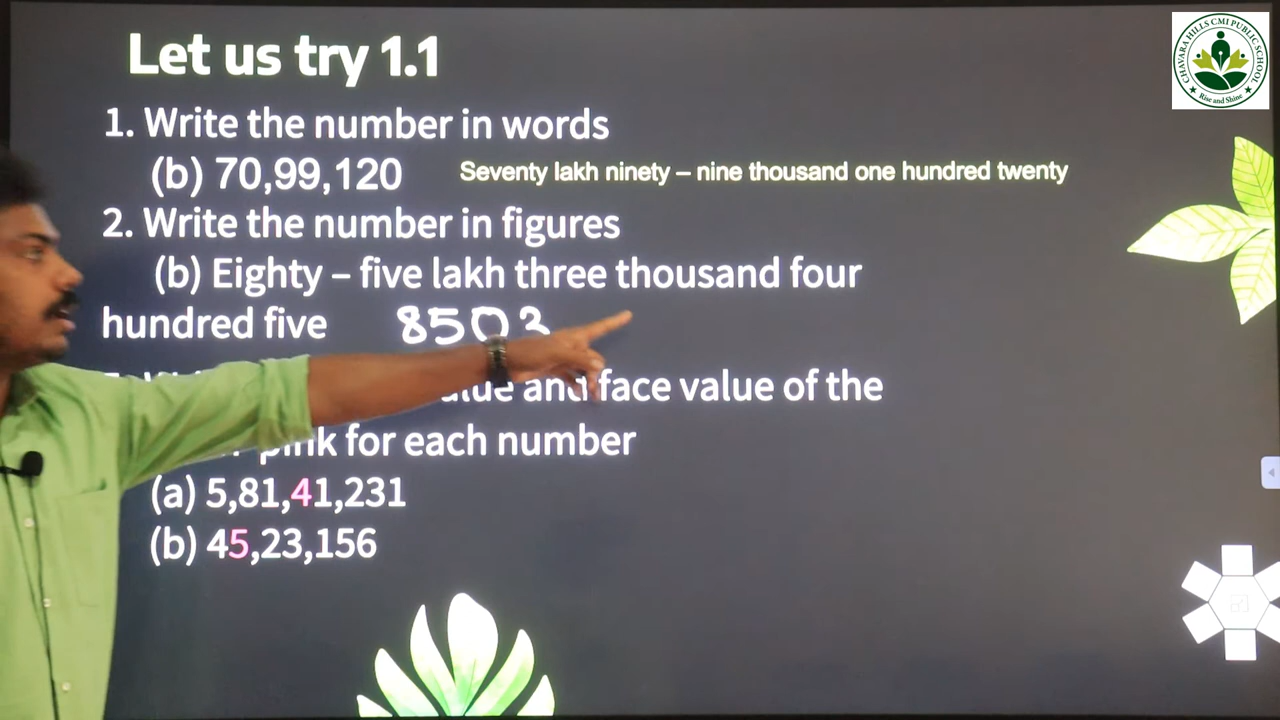 Let us try 1.1
CHAVARA HILLS CMI PUBLIC SCHOOL
Rise and Shine
1. Write the number in words
(b) 70,99,120 Seventy lakh ninety – nine thousand one hundred twenty
2. Write the number in figures
(b) Eighty – five lakh three thousand four
hundred five 8503
and face value of the
for each number
(a) 5,81,41,231
(b) 45,23,156